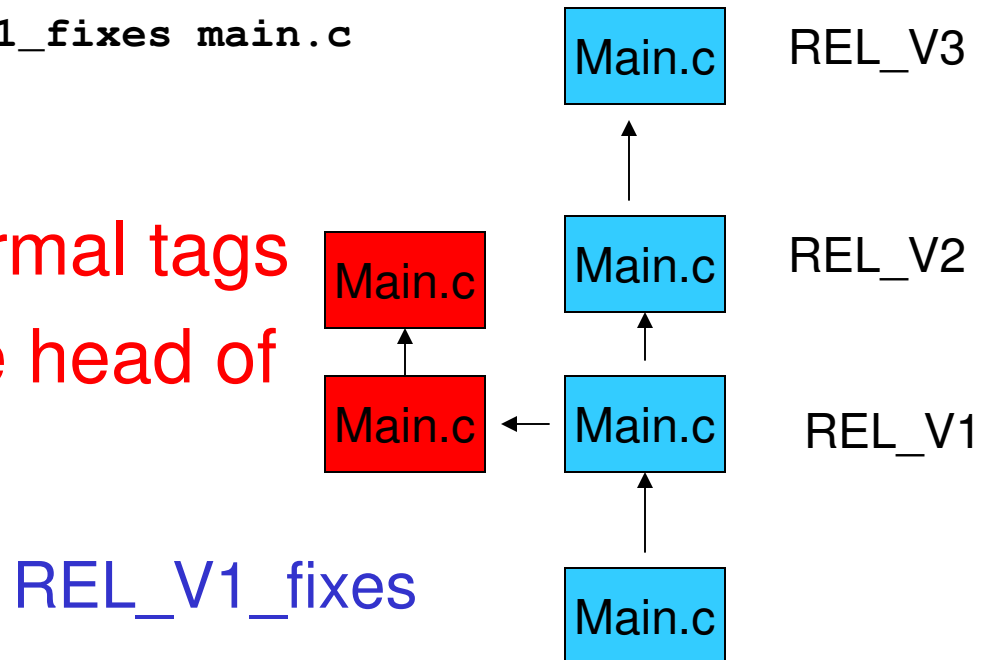 1_fixes main.c
Main.c REL_V3
rmal tags
Main.c Main.c REL_V2
head of
Main.c Main.c REL_V1
REL_V1_fixes
Main.c